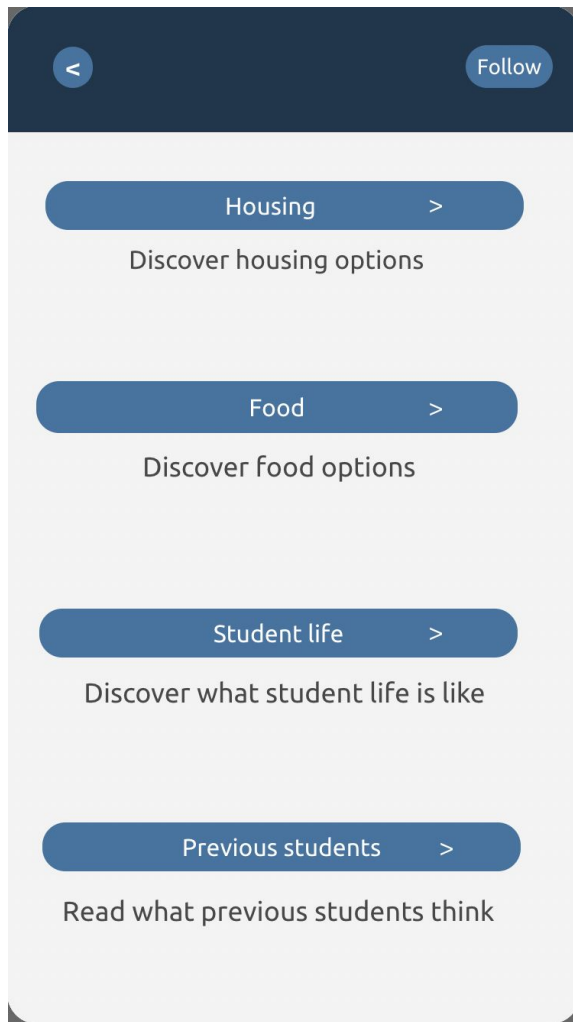 < Follow
Housing >
Discover housing options
Food >
Discover food options
Student life >
Discover what student life is like
Previous students >
Read what previous students think